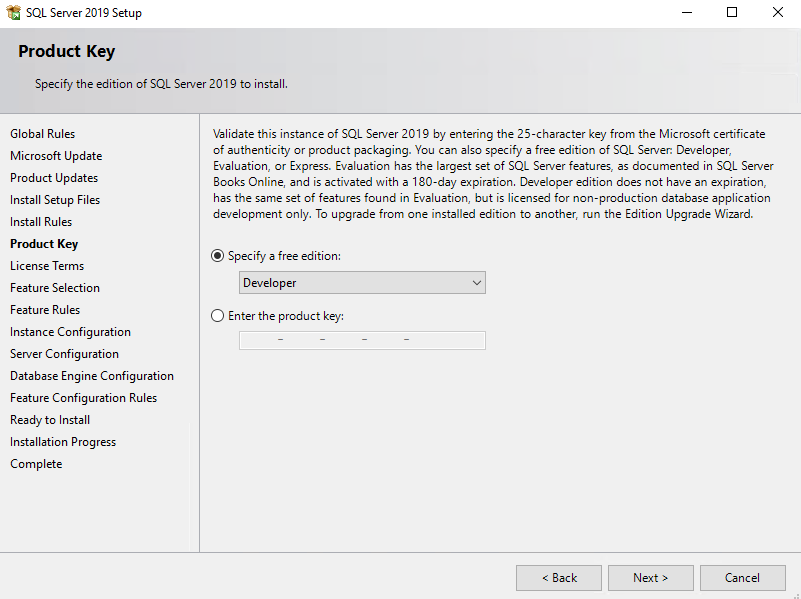 SQL Server 2019 Setup
Product Key
Specify the edition of SQL Server 2019 to install.
Global Rules
Microsoft Update
Product Updates
Install Setup Files
Install Rules
Product Key
License Terms
Feature Selection
Feature Rules
Instance Configuration
Server Configuration
Database Engine Configuration
Feature Configuration Rules
Ready to Install
Installation Progress
Complete
Validate this instance of SQL Server 2019 by entering the 25-character key from the Microsoft certificate
of authenticity or product packaging. You can also specify a free edition of SQL Server: Developer,
Evaluation, or Express. Evaluation has the largest set of SQL Server features, as documented in SQL Server
Books Online, and is activated with a 180-day expiration. Developer edition does not have an expiration,
has the same set of features found in Evaluation, but is licensed for non-production database application
development only. To upgrade from one installed edition to another, run the Edition Upgrade Wizard.
Specify a free edition:
Developer
Enter the product key:
- - - -
< Back
Next >
Cancel